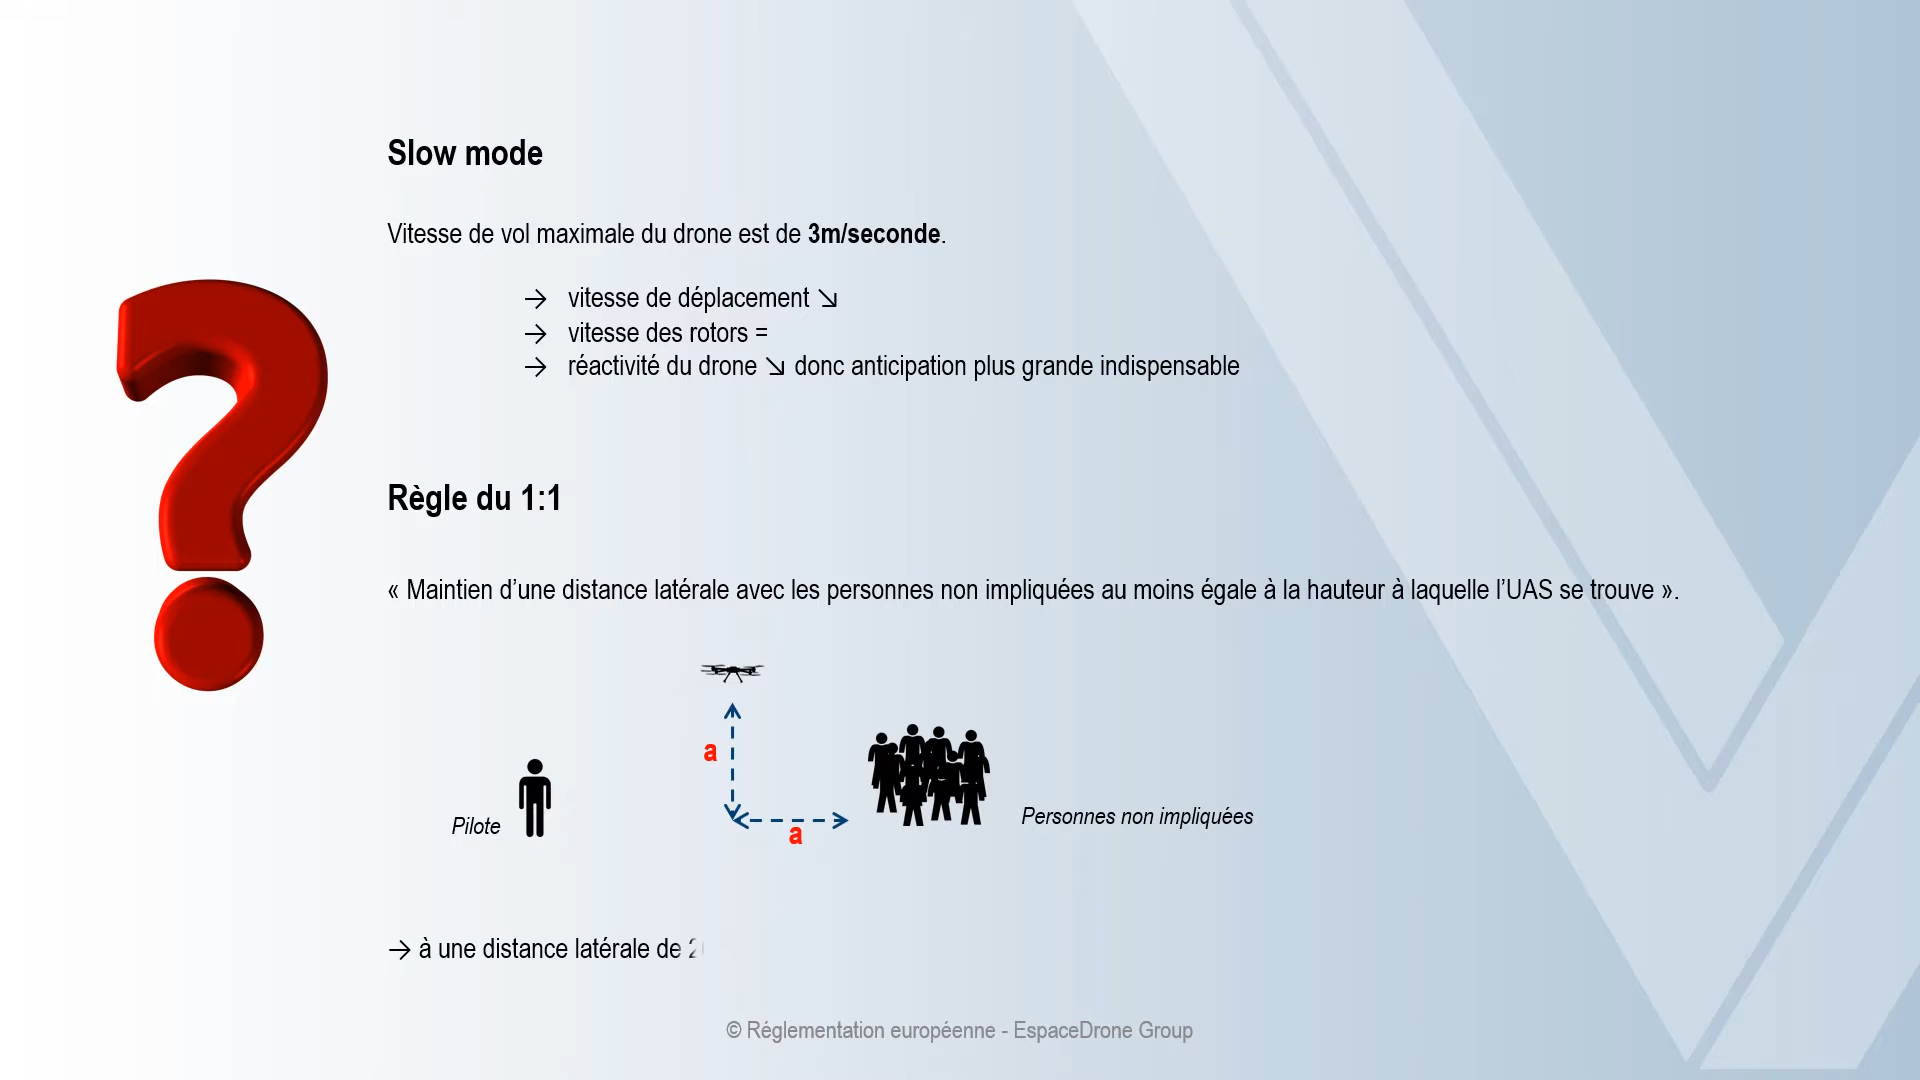 Slow mode
Vitesse de vol maximale du drone est de 3m/seconde.
→ vitesse de déplacement ↘
→ vitesse des rotors =
→ réactivité du drone ↘ donc anticipation plus grande indispensable
Règle du 1:1
« Maintien d’une distance latérale avec les personnes non impliquées au moins égale à la hauteur à laquelle l’UAS se trouve ».
a
Pilote
a
Personnes non impliquées
→ à une distance latérale de
© Réglementation européenne - EspaceDrone Group